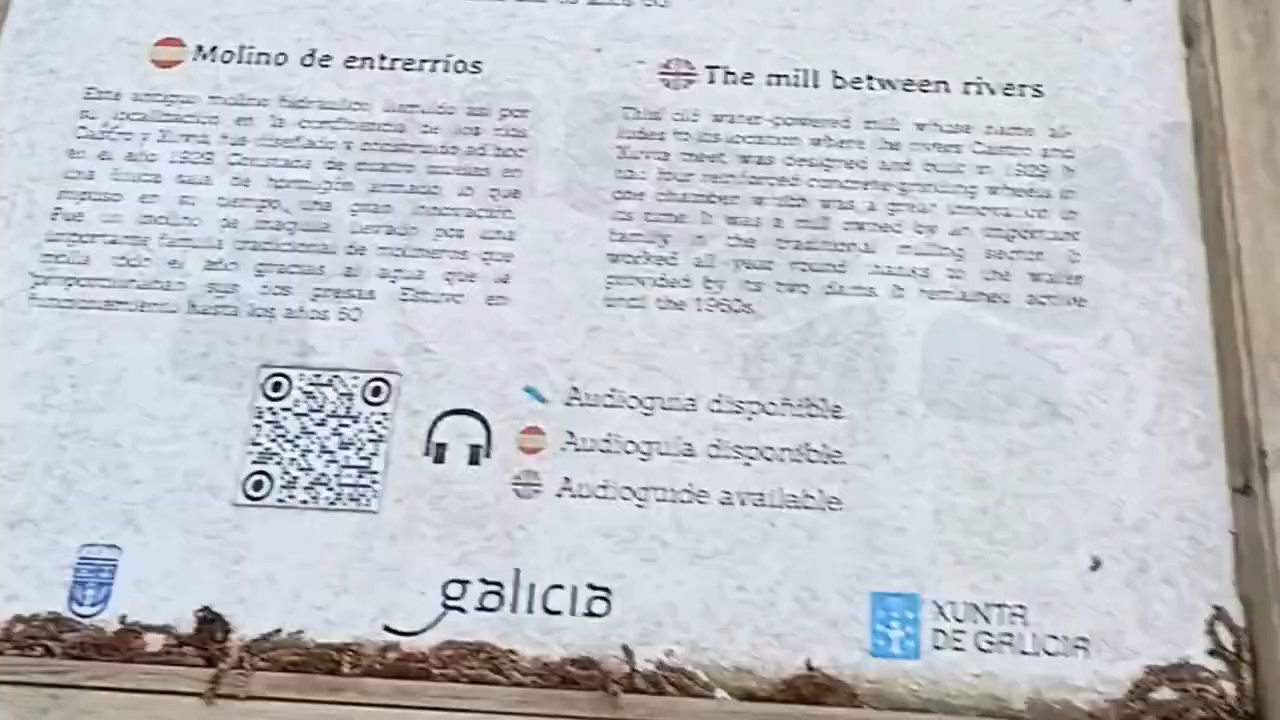 Molino de entrerríos
Este antiguo molino hidráulico, llamado así por
su localización en la confluencia de los ríos
Castro y Xuvia, fue diseñado y construido ad hoc
en el año 1929. Constaba de cuatro muelas en
una única sala de hormigón armado, lo que
impuso en su tiempo una gran innovación.
Fue un molino de maquila, llevado por una
importante familia tradicional de molineros que
molía todo el año gracias al agua que le
proporcionaban sus dos presas. Estuvo en
funcionamiento hasta los años 60
The mill between rivers
This old water-powered mill, whose name al-
ludes to its location where the rivers Castro and
Xuvia meet, was designed and built in 1929. It
had four reinforced concrete grinding wheels in
one chamber which was a great innovation in
its time. It was a mill owned by an important
family in the traditional milling sector. It
worked all year round thanks to the water
provided by its two dams. It remained active
until the 1960s.
Audioguía dispoñible.
Audioguía disponible.
Audioguide available.
galicia
XUNTA
DE GALICIA